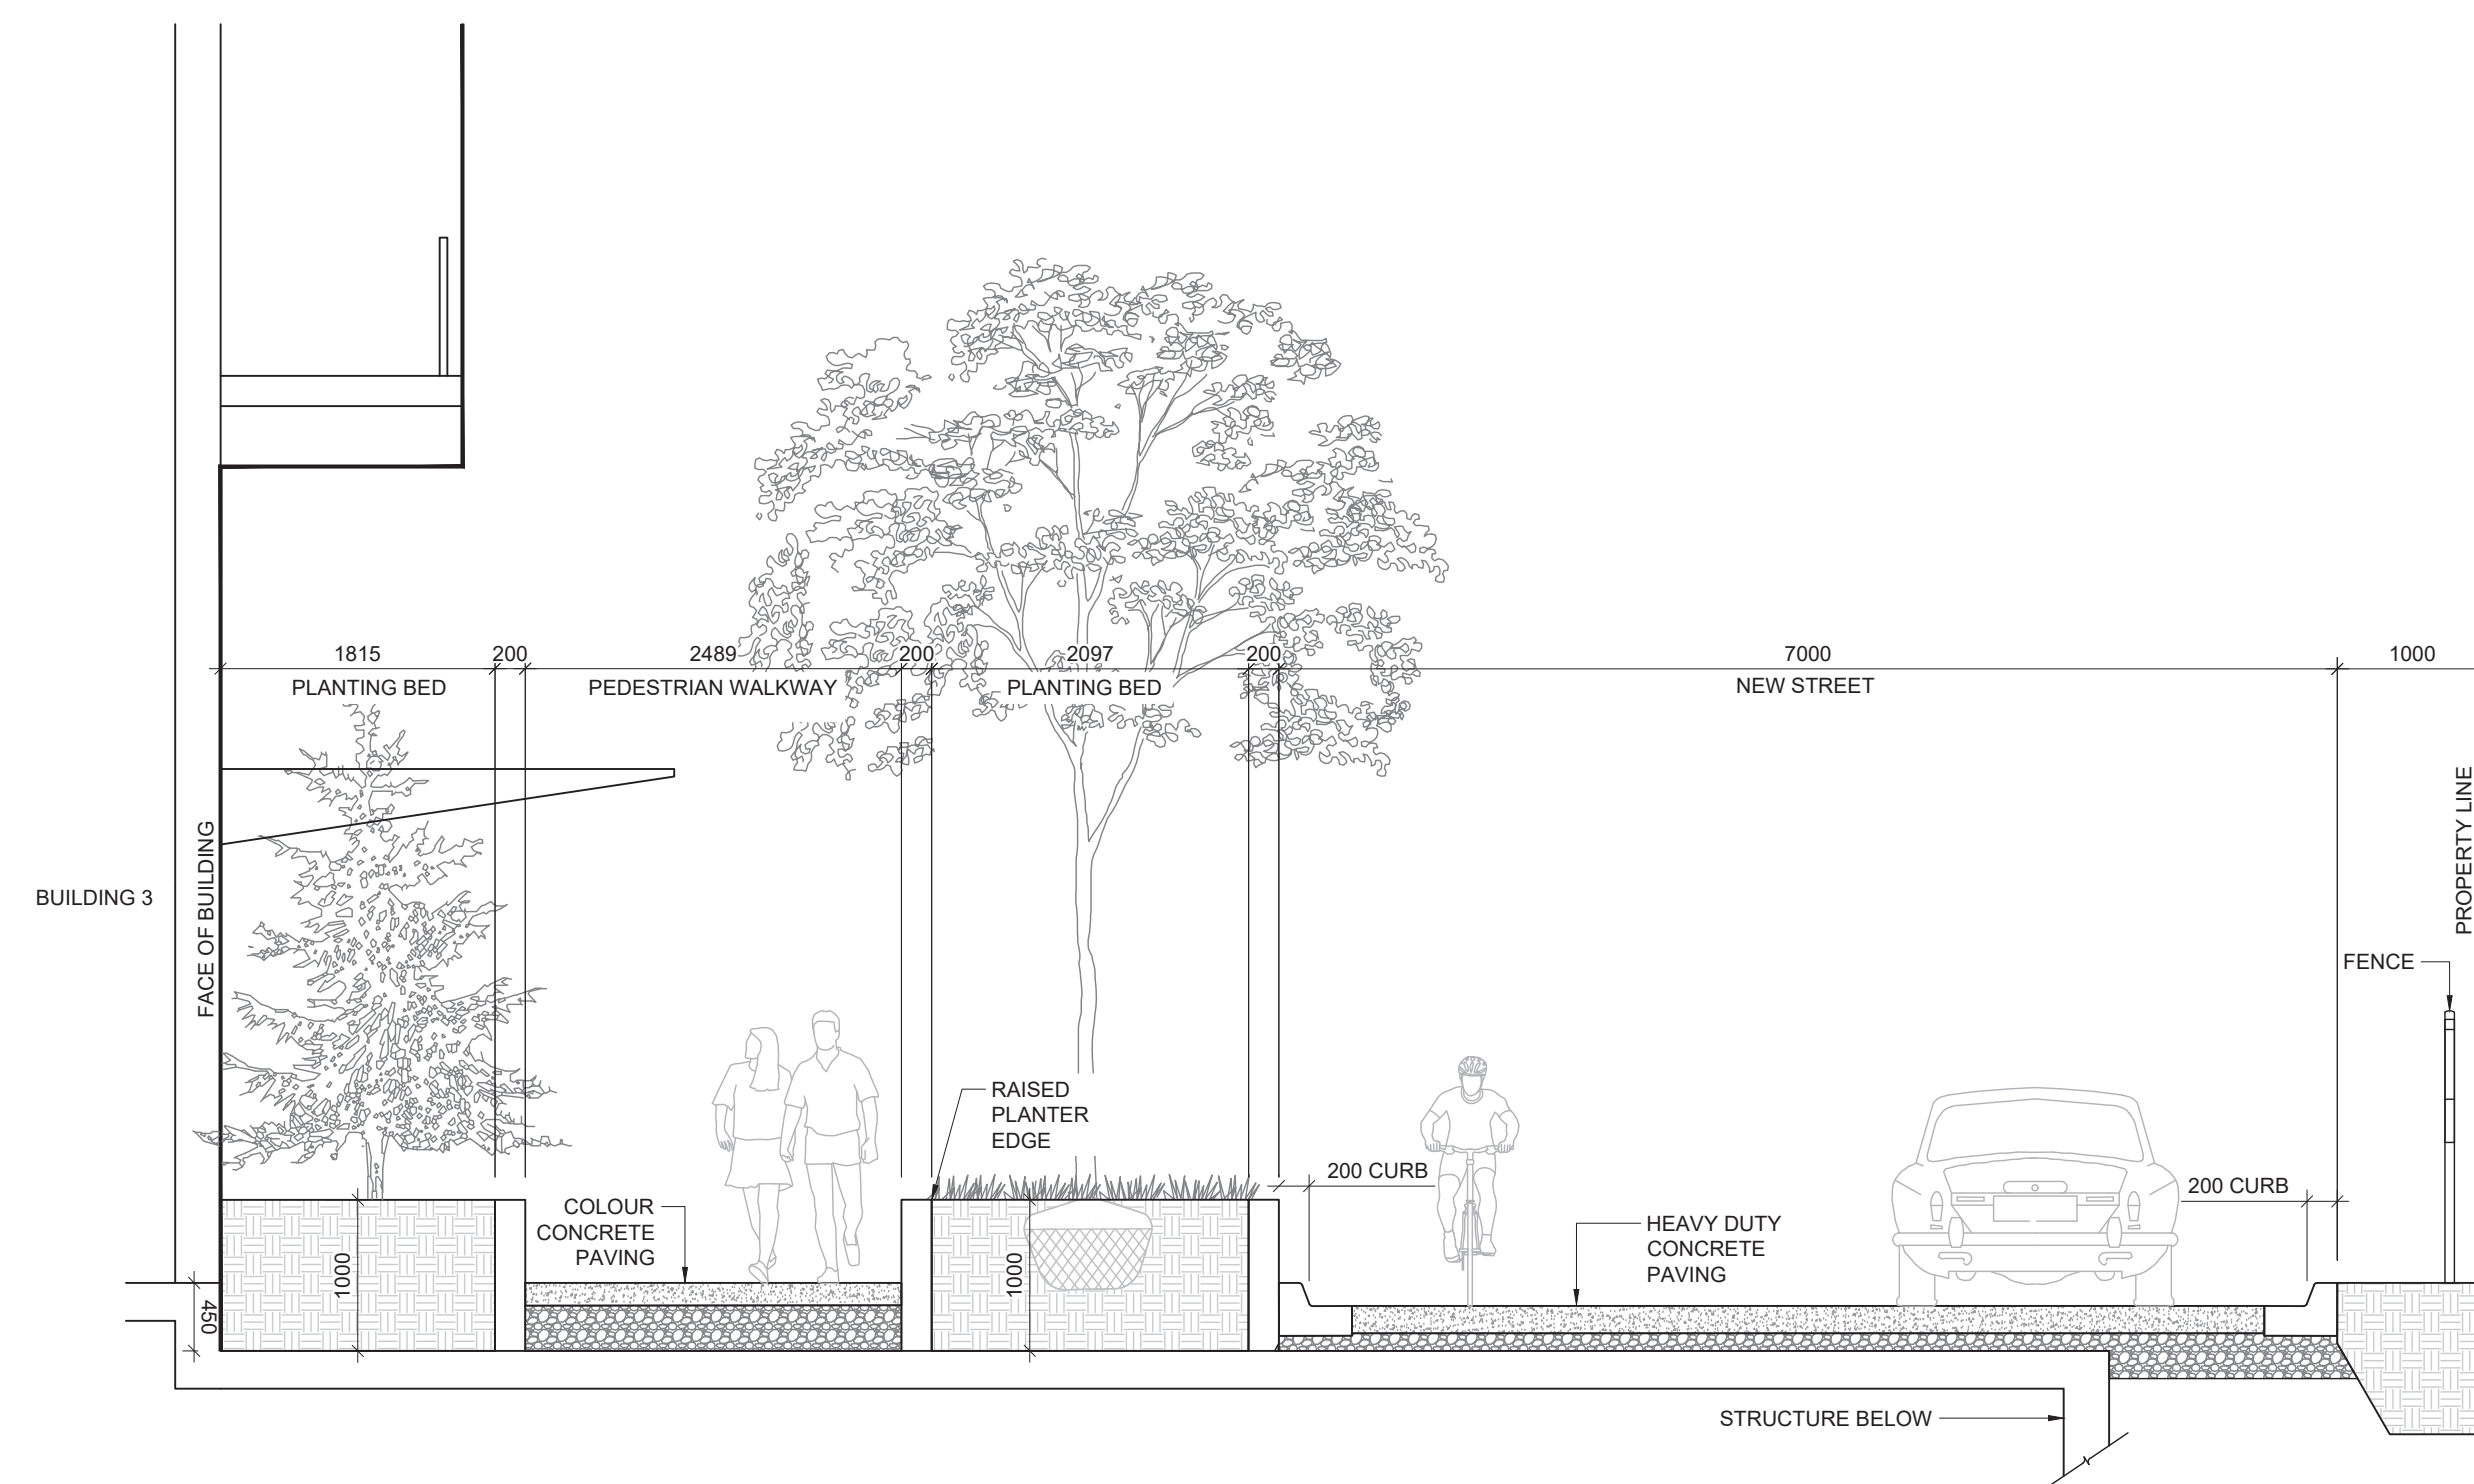 1815
200
2489
200
2097
200
7000
1000
PLANTING BED
PEDESTRIAN WALKWAY
PLANTING BED
NEW STREET
PROPERTY LINE
BUILDING 3
FACE OF BUILDING
FENCE
RAISED
PLANTER
EDGE
200 CURB
200 CURB
COLOUR
CONCRETE
PAVING
HEAVY DUTY
CONCRETE
PAVING
1000
1000
450
STRUCTURE BELOW